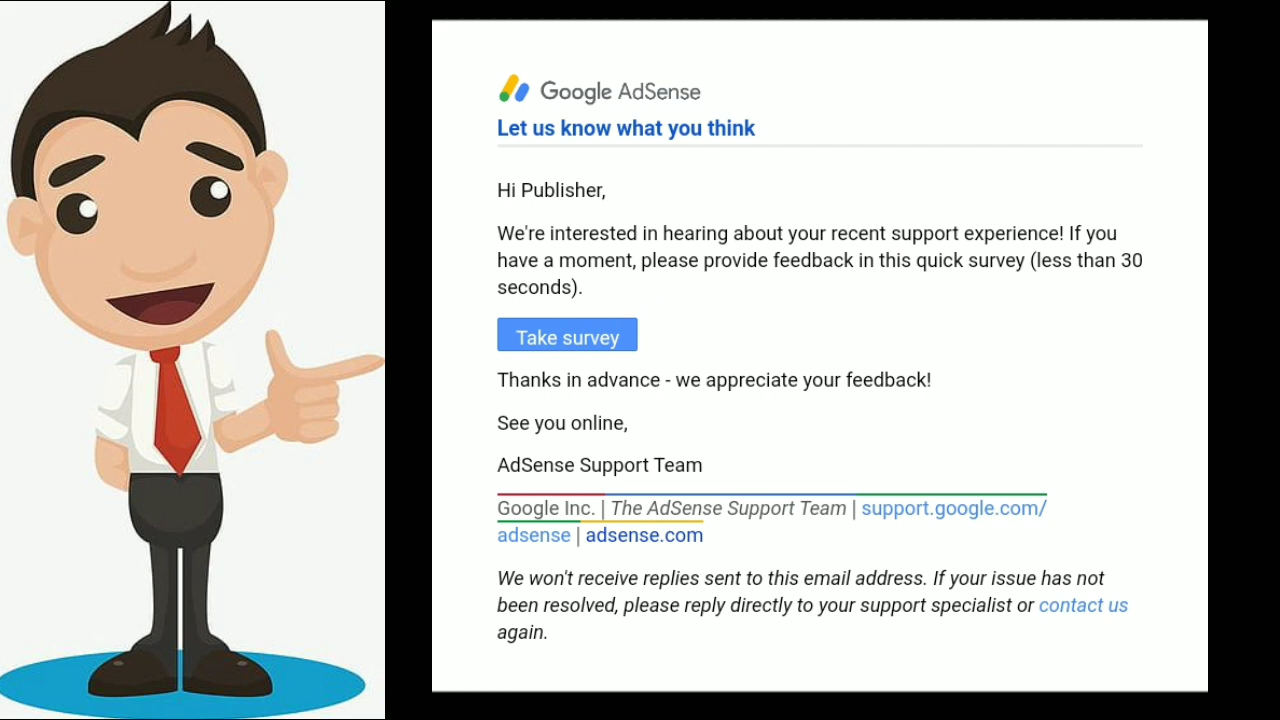 Google AdSense
Let us know what you think
Hi Publisher,
We're interested in hearing about your recent support experience! If you
have a moment, please provide feedback in this quick survey (less than 30
seconds).
Take survey
Thanks in advance - we appreciate your feedback!
See you online,
AdSense Support Team
Google Inc. | The AdSense Support Team | support.google.com/
adsense | adsense.com
We won't receive replies sent to this email address. If your issue has not
been resolved, please reply directly to your support specialist or contact us
again.